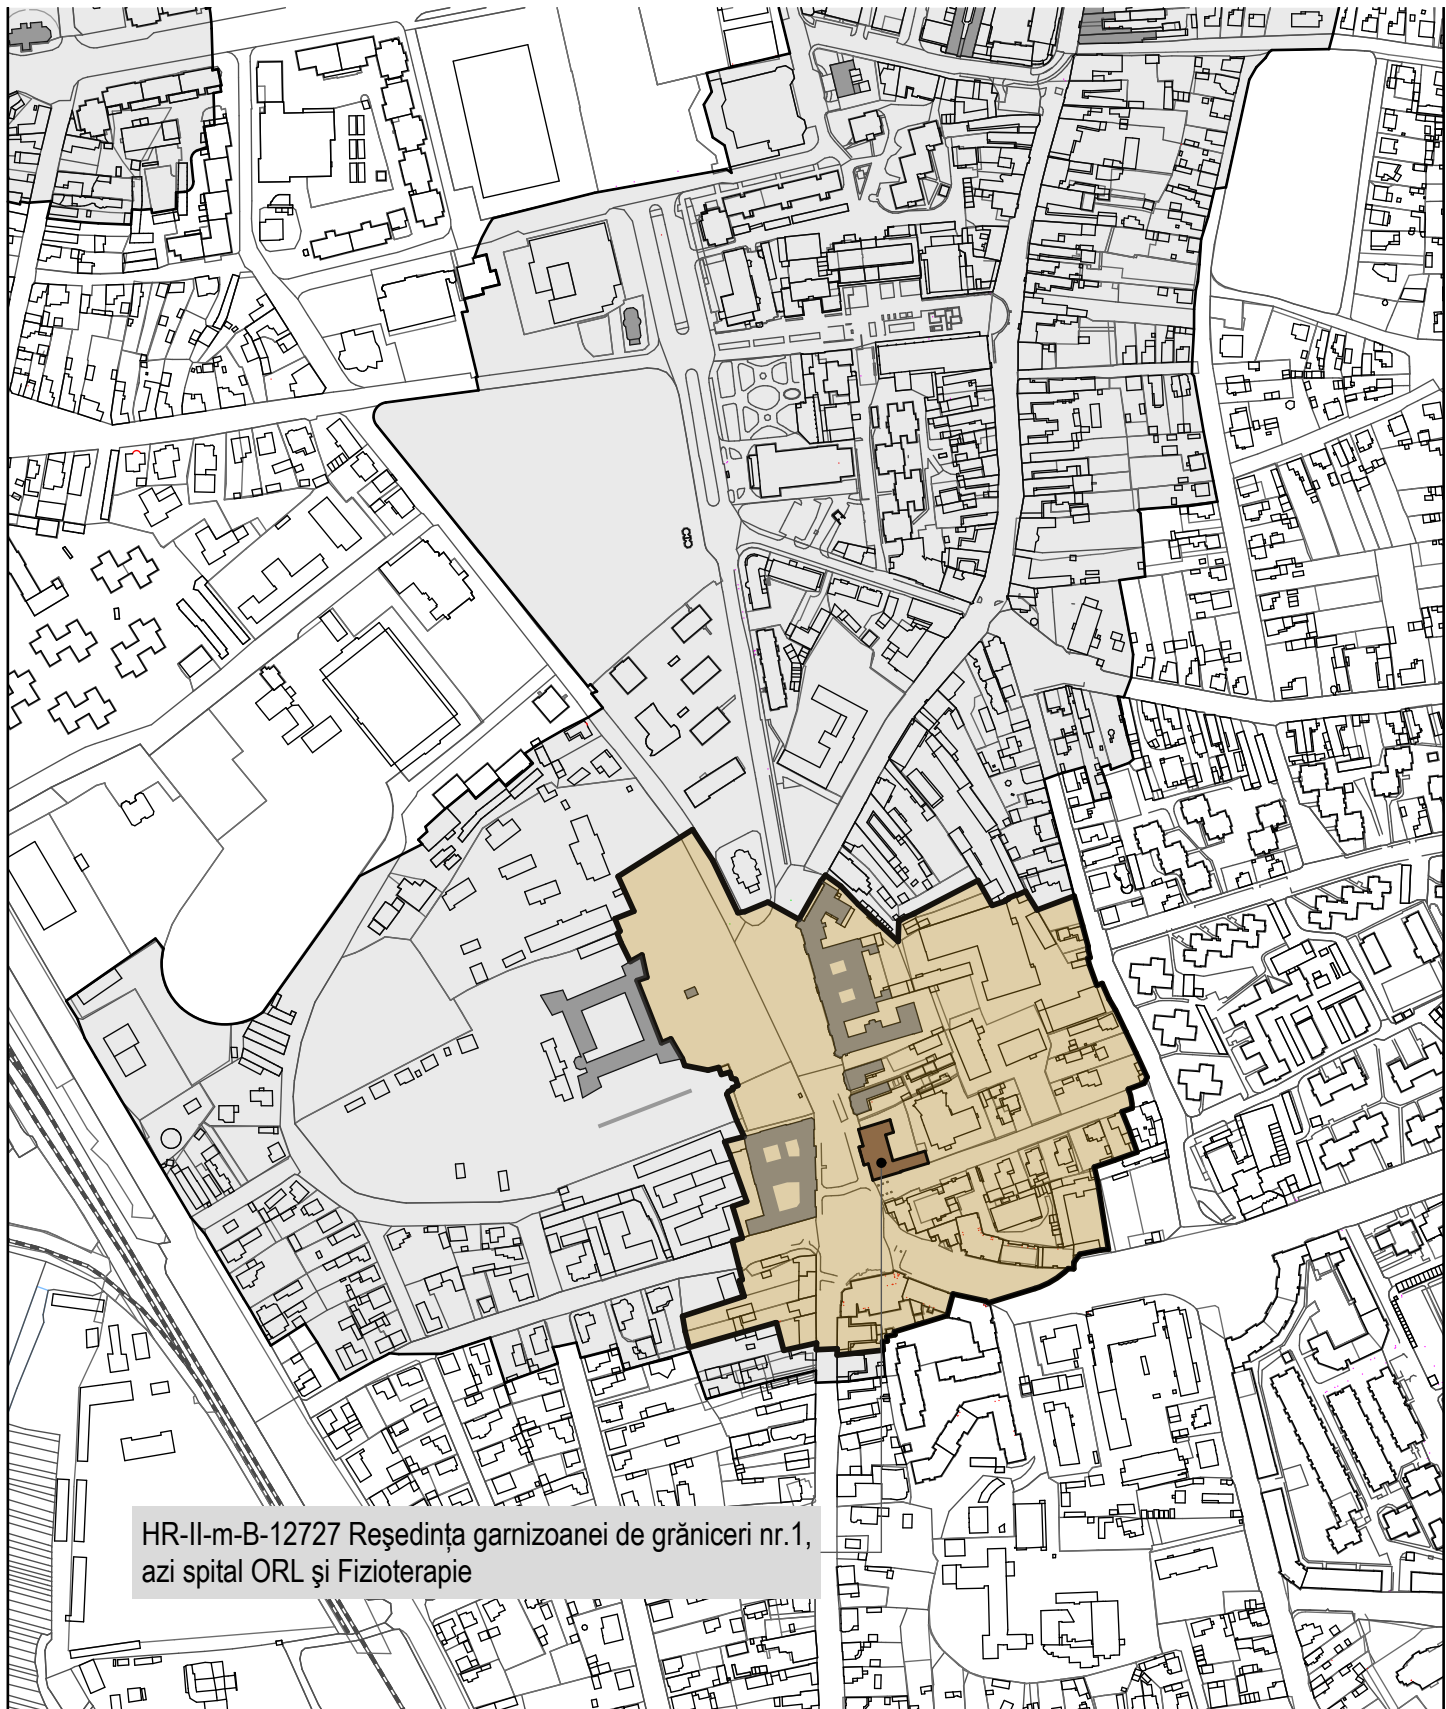 HR-II-m-B-12727 Reşedinţa garnizoanei de grăniceri nr.1,
azi spital ORL şi Fizioterapie